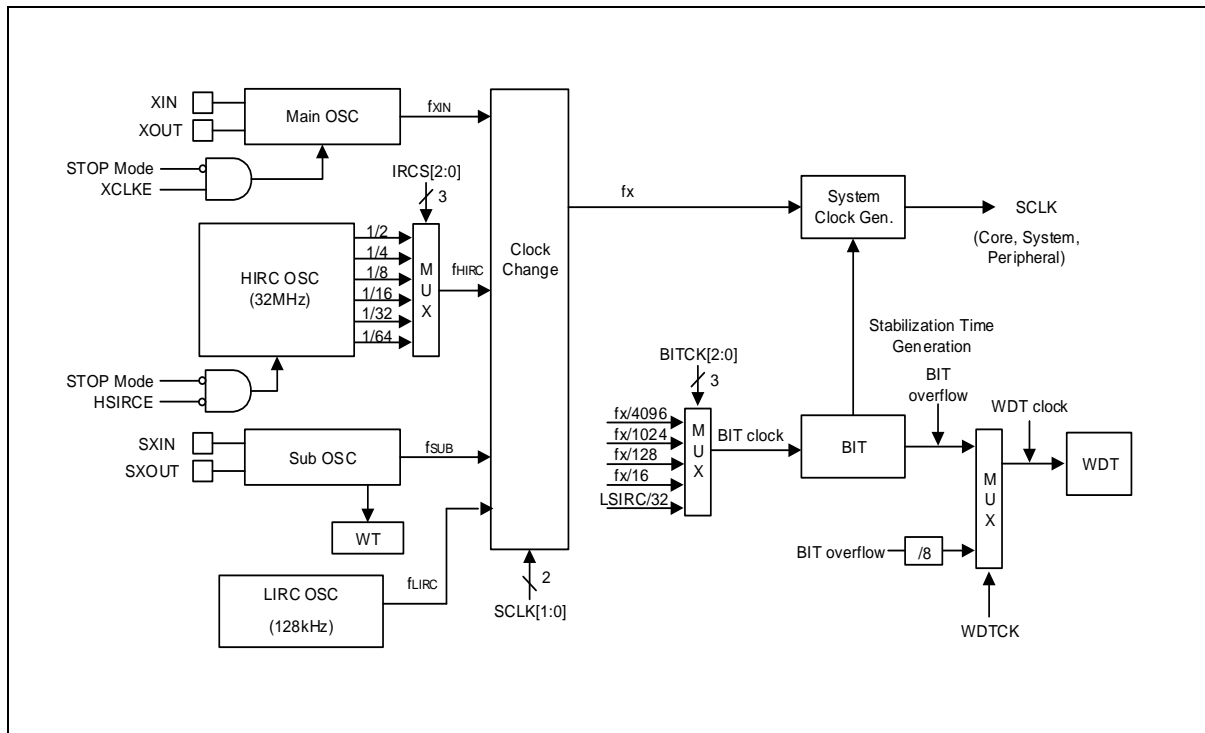 XIN
XOUT
Main OSC
fXIN
STOP Mode
XCLKE
IRCS[2:0]
3
HIRC OSC
(32MHz)
1/2
1/4
1/8
1/16
1/32
1/64
MUX
fHIRC
STOP Mode
HSIRCE
SXIN
SXOUT
Sub OSC
fSUB
WT
LIRC OSC
(128kHz)
fLIRC
Clock
Change
2
SCLK[1:0]
fx
System
Clock Gen.
SCLK
(Core, System,
Peripheral)
Stabilization Time
Generation
BITCK[2:0]
3
fx/4096
fx/1024
fx/128
fx/16
LSIRC/32
MUX
BIT clock
BIT
BIT
overflow
WDT clock
MUX
WDT
BIT overflow
/8
WDTCK